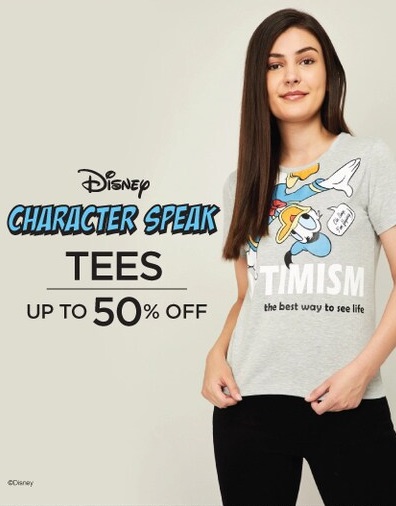 Disney
CHARACTER SPEAK
TEES
UP TO 50% OFF
TIMISM
the best way to see life
©Disney